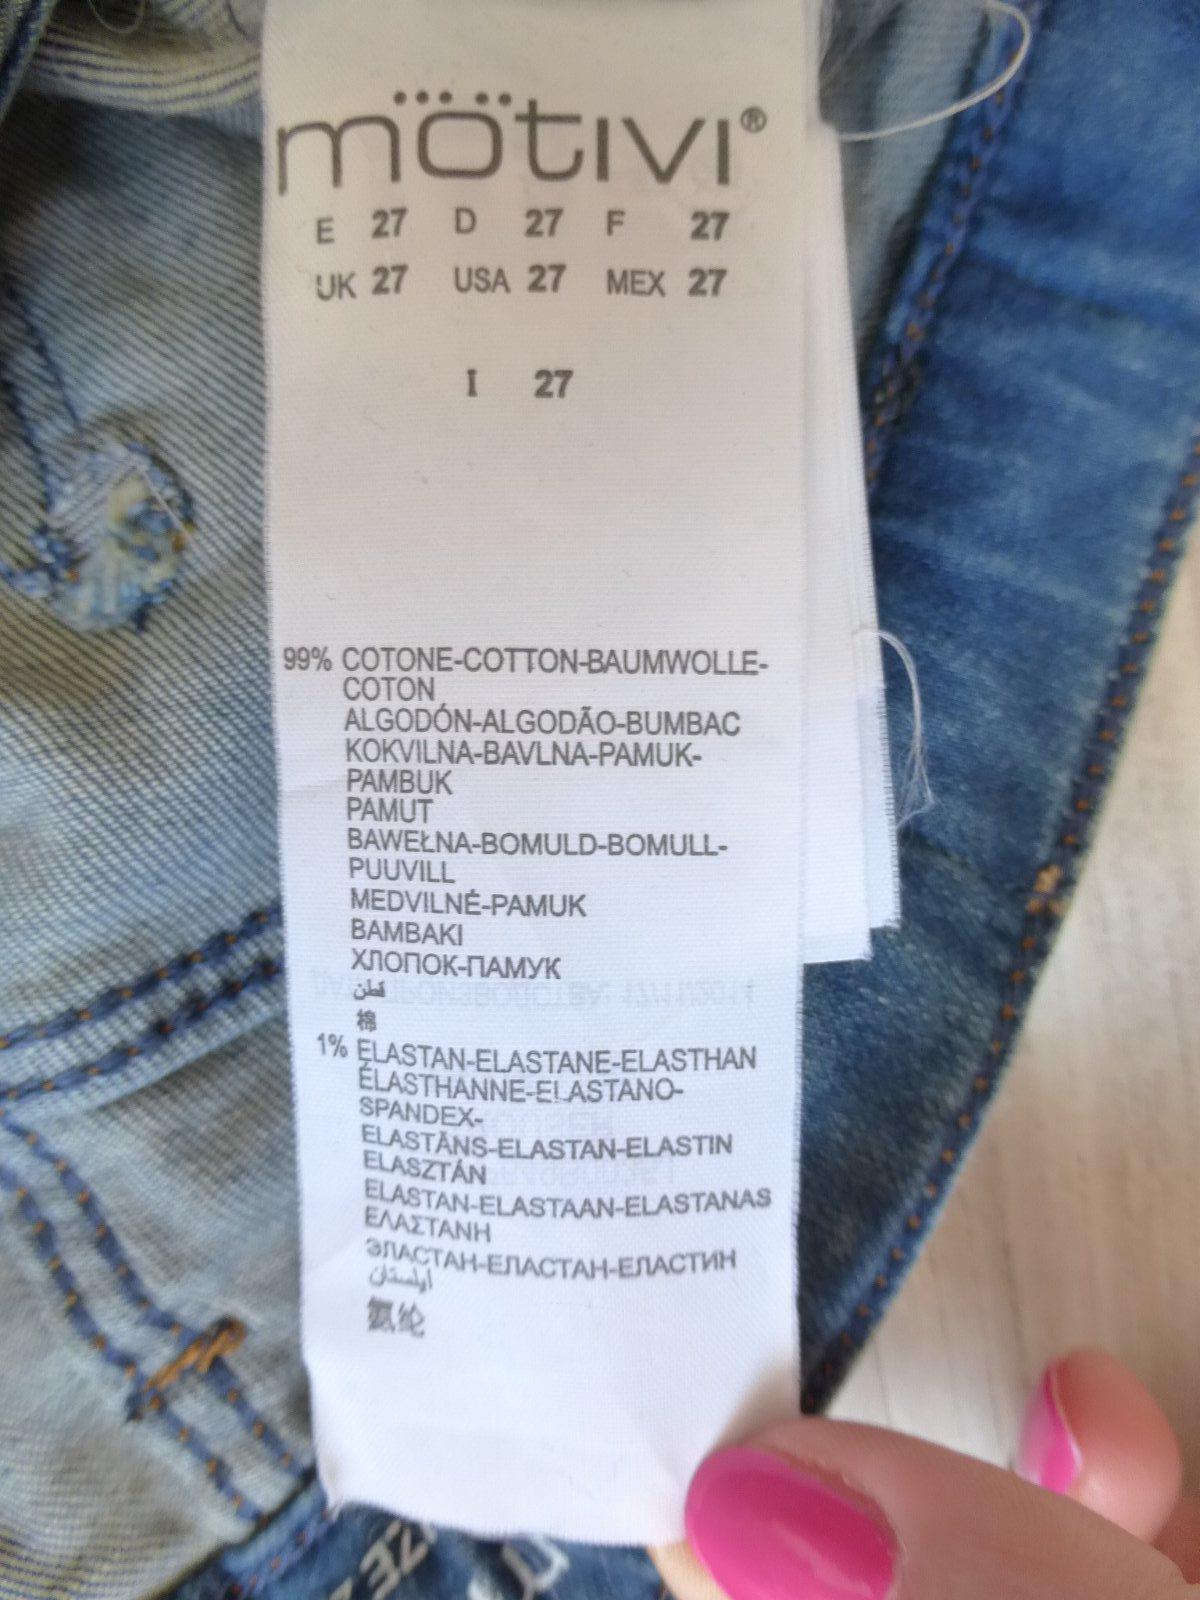 mötivi®
E 27 D 27 F 27
UK 27 USA 27 MEX 27
I 27
99% COTONE-COTTON-BAUMWOLLE-
COTON
ALGODÓN-ALGODÃO-BUMBAC
KOKVILNA-BAVLNA-PAMUK-
PAMBUK
PAMUT
BAWEŁNA-BOMULD-BOMULL-
PUUVILL
MEDVILNÉ-PAMUK
BAMBAKI
ХЛОПОК-ПАМУК
قطن
棉
1% ELASTAN-ELASTANE-ELASTHAN
ÉLASTHANNE-ELASTANO-
SPANDEX-
ELASTĀNS-ELASTAN-ELASTIN
ELASZTÁN
ELASTAN-ELASTAAN-ELASTANAS
ΕΛΑΣΤΑΝΗ
ЭЛАСТАН-ЕЛАСТАН-ЕЛАСТИН
ايلستان
氨纶